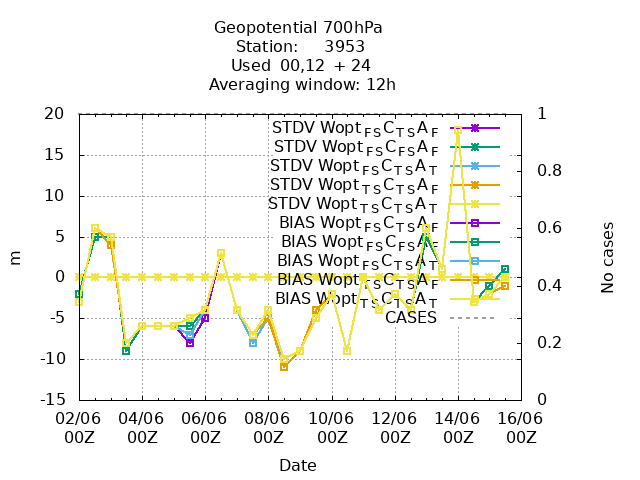 Geopotential 700hPa
Station: 3953
Used 00,12 + 24
Averaging window: 12h
20
15
10
5
0
-5
-10
-15
m
1
0.8
0.6
0.4
0.2
0
No cases
STDV Wopt FS C TS A F
STDV Wopt FS C FS A F
STDV Wopt FS C TS A T
STDV Wopt TS C TS A F
STDV Wopt TS C TS A T
BIAS Wopt FS C TS A F
BIAS Wopt FS C FS A F
BIAS Wopt FS C TS A T
BIAS Wopt TS C TS A F
BIAS Wopt TS C TS A T
CASES
02/06 04/06 06/06 08/06 10/06 12/06 14/06 16/06
00Z 00Z 00Z 00Z 00Z 00Z 00Z 00Z
Date